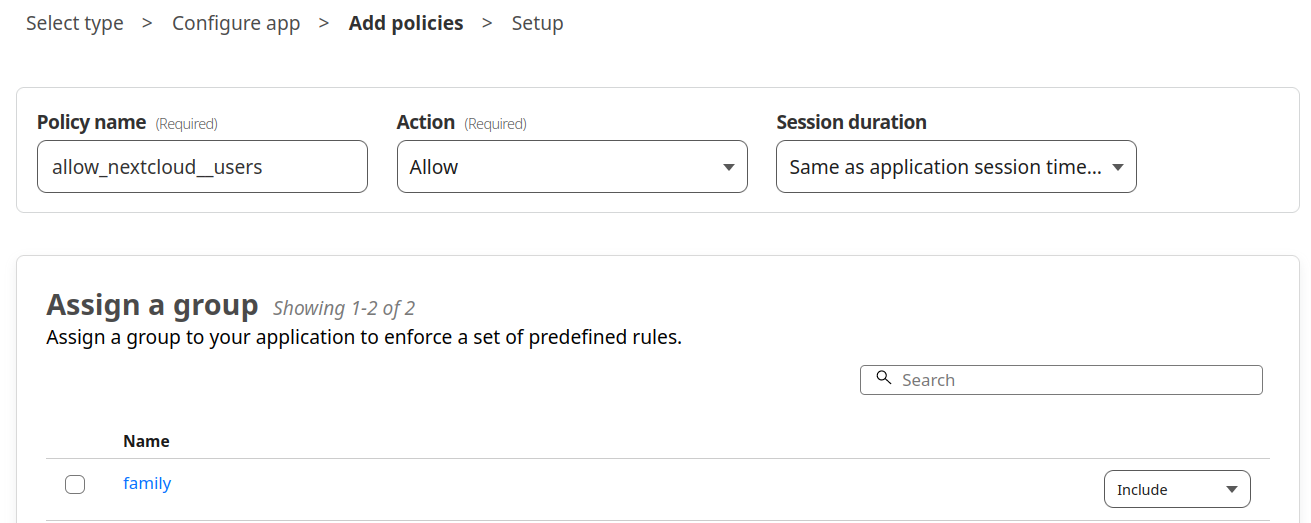 Select type > Configure app > Add policies > Setup
Policy name (Required) Action (Required) Session duration
allow_nextcloud__users Allow Same as application session time...
Assign a group Showing 1-2 of 2
Assign a group to your application to enforce a set of predefined rules.
Search
Name
family Include